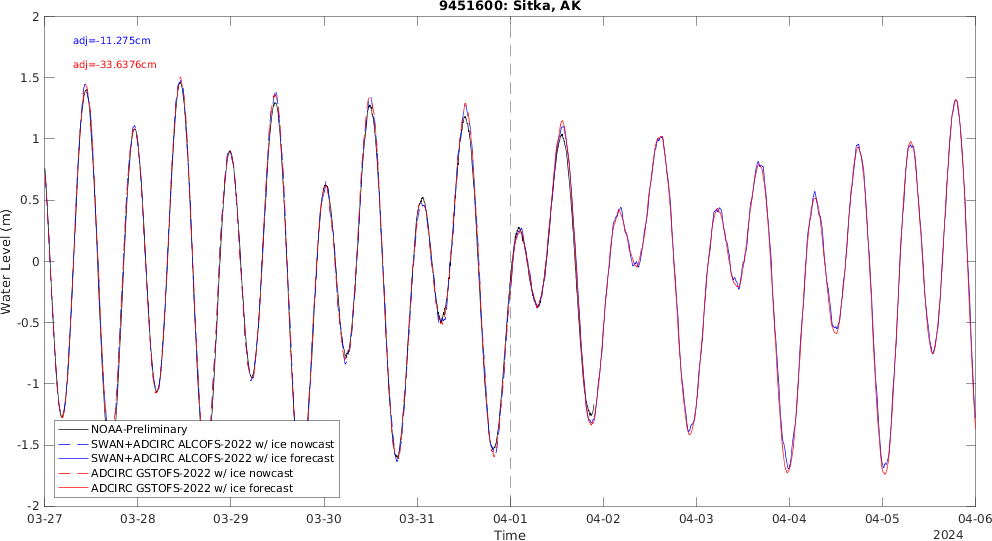 9451600: Sitka, AK
2
1.5
1
0.5
0
-0.5
-1
-1.5
-2
Water Level (m)
adj=-11.275cm
adj=-33.6376cm
NOAA-Preliminary
SWAN+ADCIRC ALCOFS-2022 w/ ice nowcast
SWAN+ADCIRC ALCOFS-2022 w/ ice forecast
ADCIRC GSTOFS-2022 w/ ice nowcast
ADCIRC GSTOFS-2022 w/ ice forecast
03-27 03-28 03-29 03-30 03-31 04-01 04-02 04-03 04-04 04-05 04-06
Time
2024